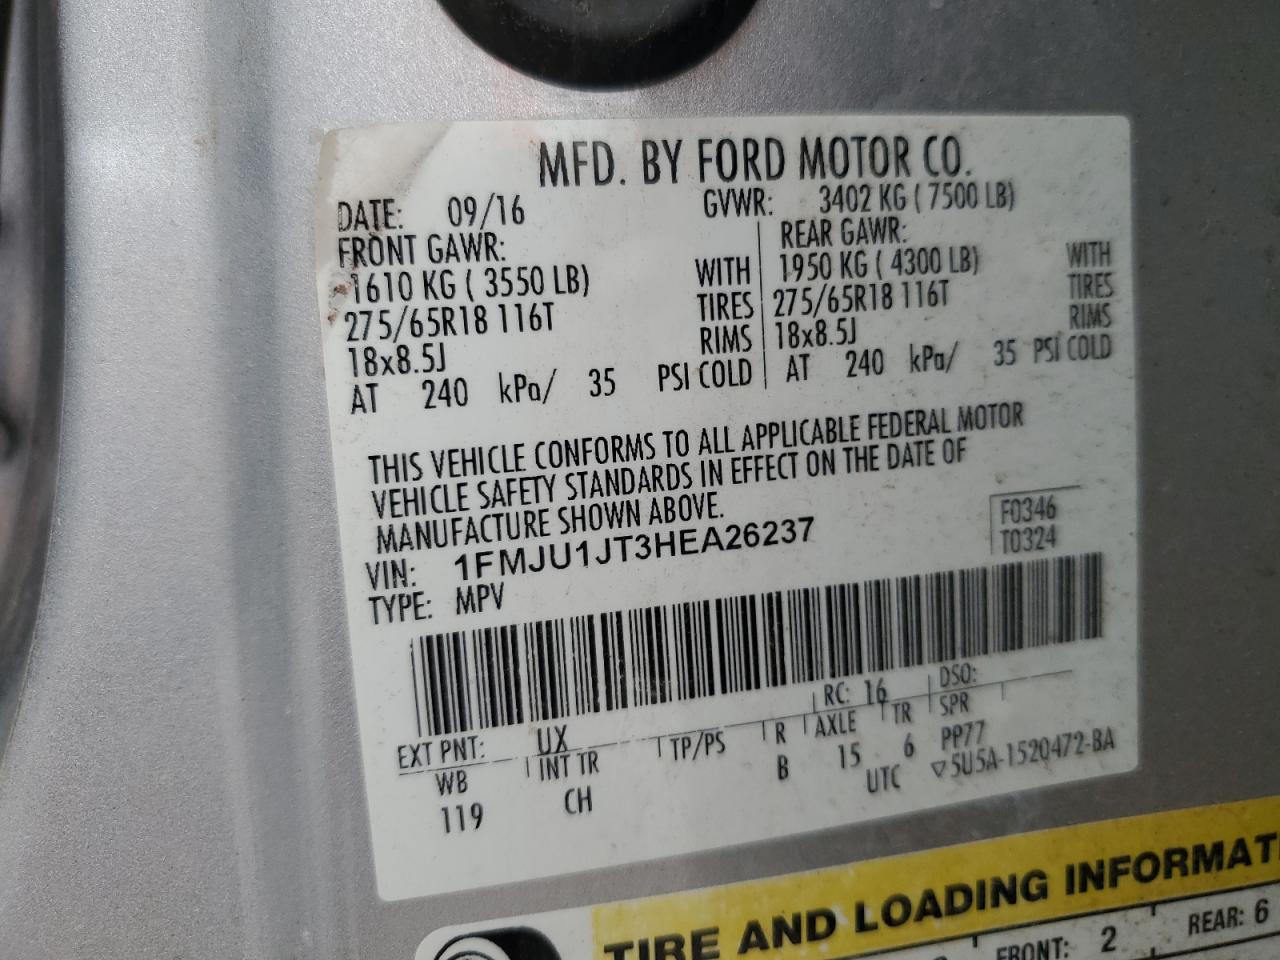 MFD. BY FORD MOTOR CO.
DATE: 09/16 GVWR: 3402 KG ( 7500 LB)
FRONT GAWR: REAR GAWR:
1610 KG ( 3550 LB) WITH 1950 KG ( 4300 LB) WITH
275/65R18 116T TIRES 275/65R18 116T TIRES
18x8.5J RIMS 18x8.5J RIMS
AT 240 kPa/ 35 PSI COLD AT 240 kPa/ 35 PSI COLD
THIS VEHICLE CONFORMS TO ALL APPLICABLE FEDERAL MOTOR
VEHICLE SAFETY STANDARDS IN EFFECT ON THE DATE OF
MANUFACTURE SHOWN ABOVE.
F0346
T0324
VIN: 1FMJU1JT3HEA26237
TYPE: MPV
EXT PNT: UX RC: 16 DSO:
WB INT TR TP/PS R AXLE TR SPR
119 CH B 15 6 PP77
UTC ▽5U5A-1520472-BA
TIRE AND LOADING INFORMATI
FRONT: 2 REAR: 6